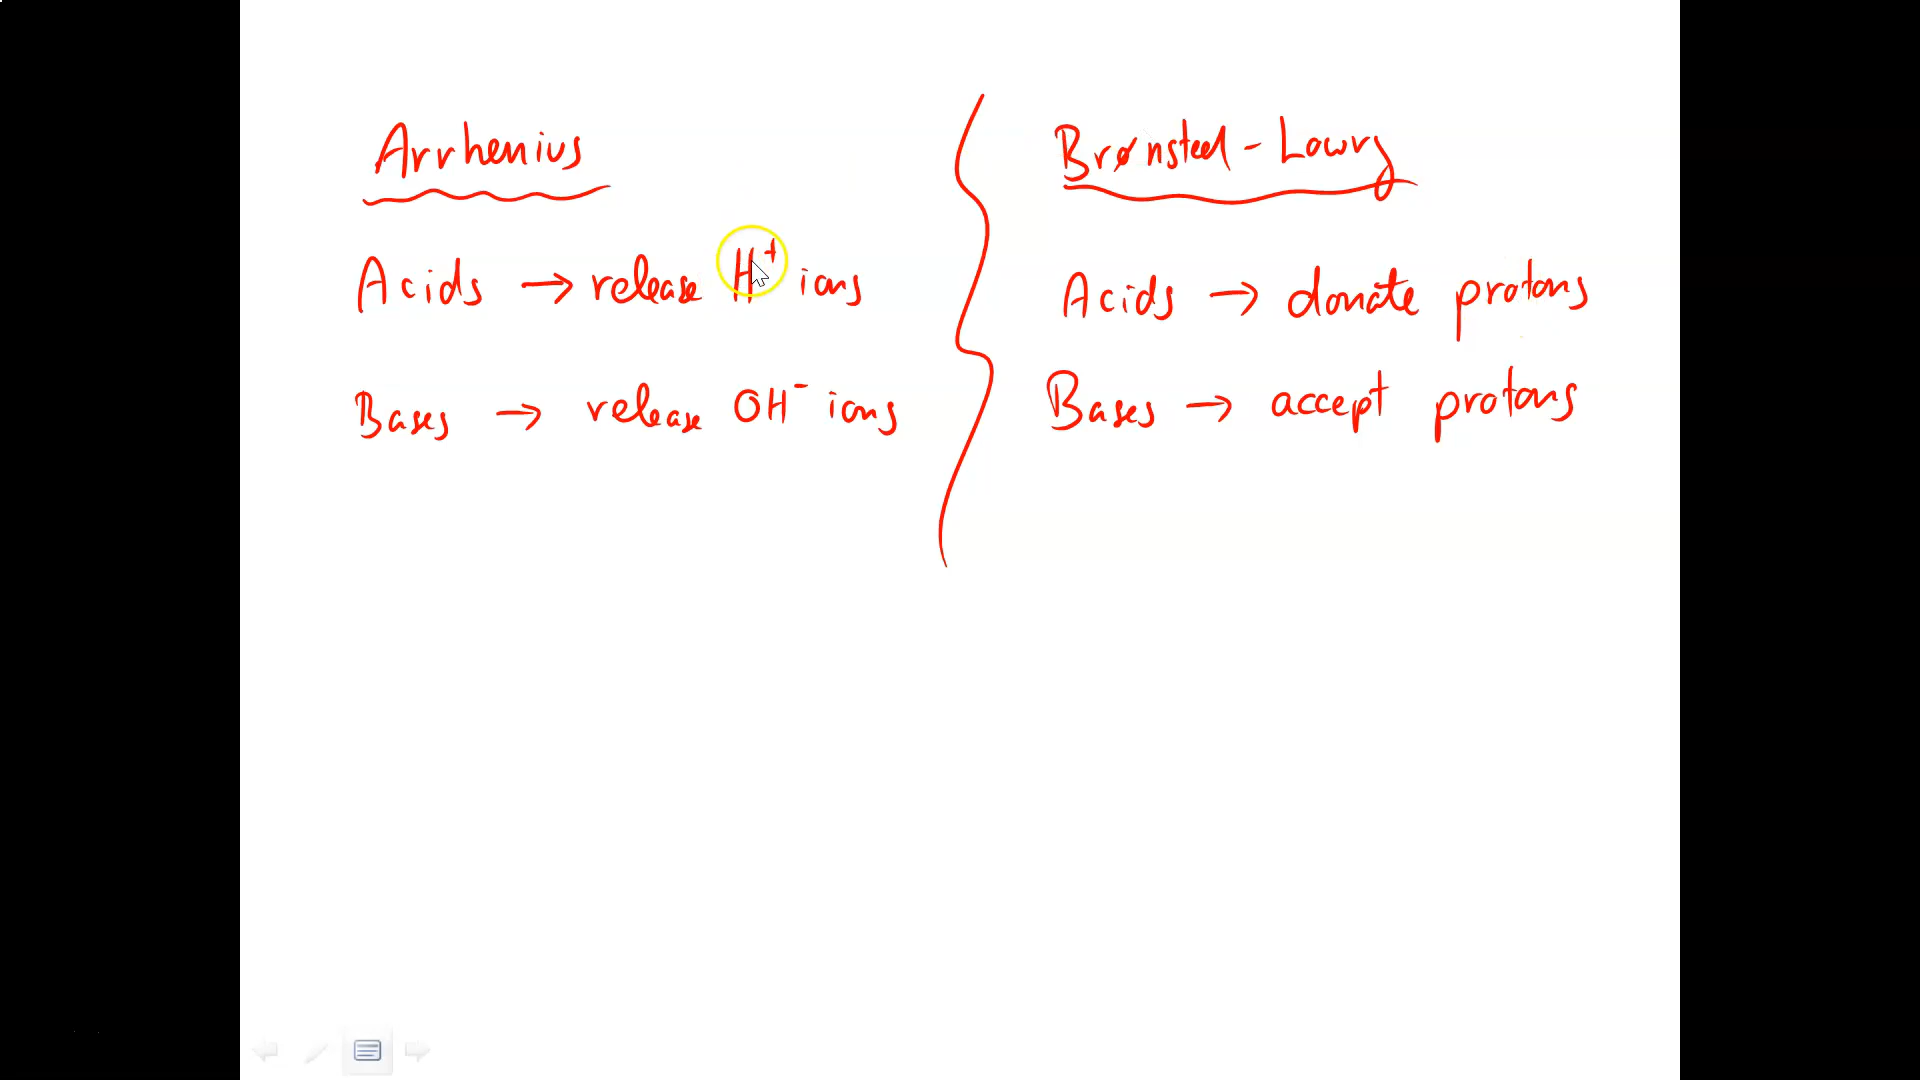 Arrhenius
Acids → release H⁺ ions
Bases → release OH⁻ ions
Brønsted - Lowry
Acids → donate protons
Bases → accept protons